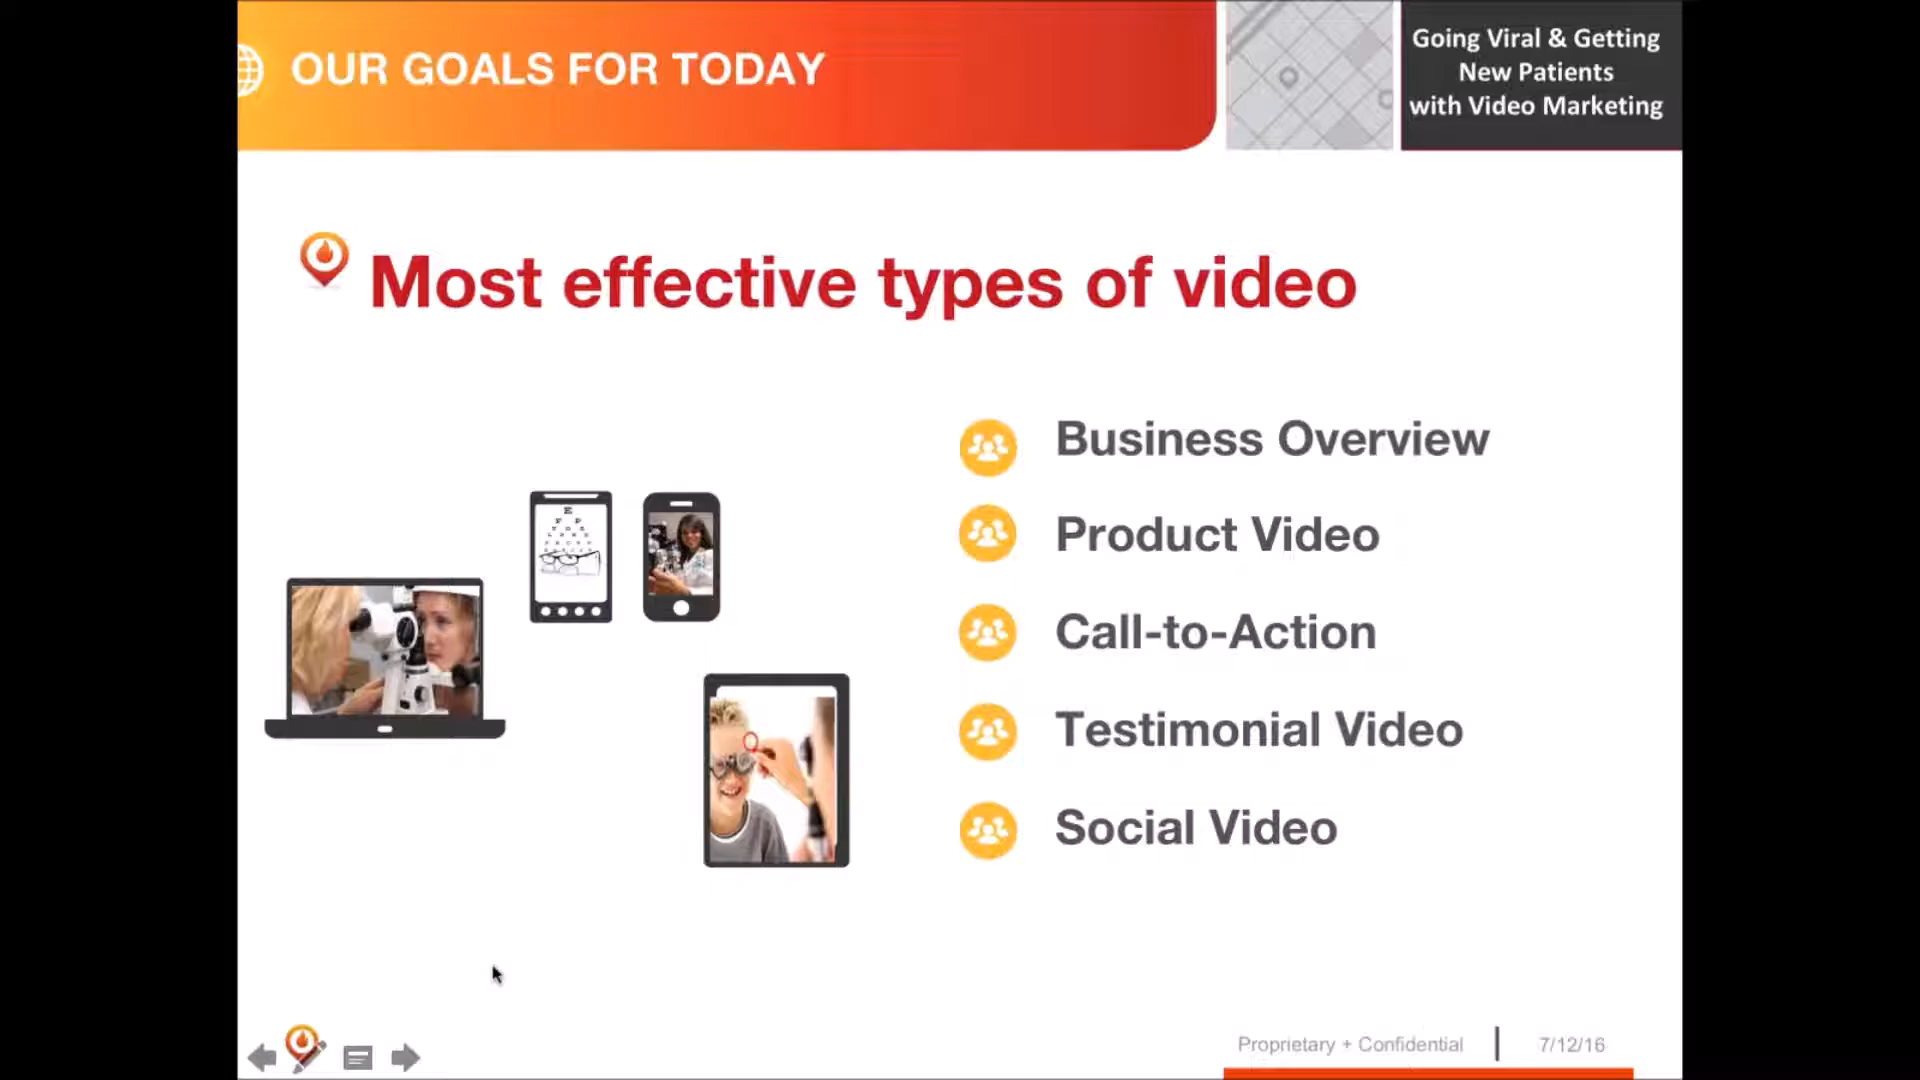 OUR GOALS FOR TODAY
Going Viral & Getting
New Patients
with Video Marketing
Most effective types of video
Business Overview
Product Video
Call-to-Action
Testimonial Video
Social Video
E
F P
Proprietary + Confidential
7/12/16